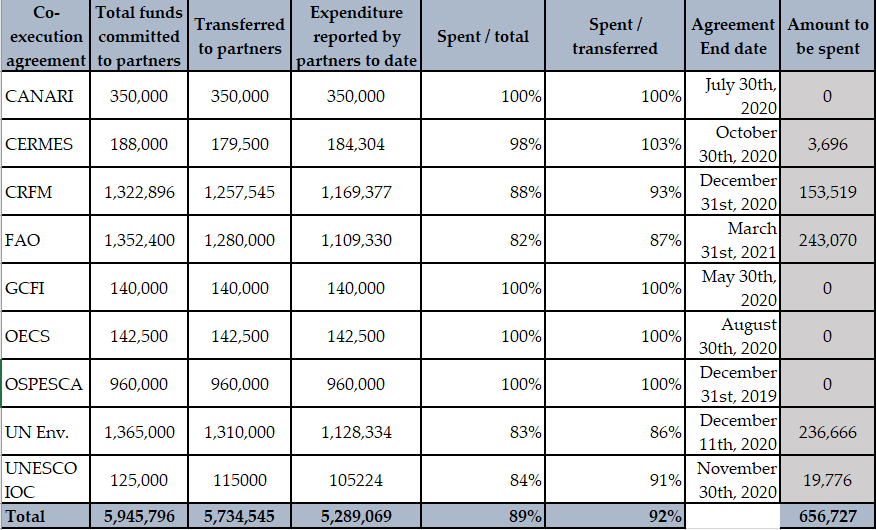 Co-execution agreement | Total funds committed to partners | Transferred to partners | Expenditure reported by partners to date | Spent / total | Spent / transferred | Agreement End date | Amount to be spent
CANARI | 350,000 | 350,000 | 350,000 | 100% | 100% | July 30th, 2020 | 0
CERMES | 188,000 | 179,500 | 184,304 | 98% | 103% | October 30th, 2020 | 3,696
CRFM | 1,322,896 | 1,257,545 | 1,169,377 | 88% | 93% | December 31st, 2020 | 153,519
FAO | 1,352,400 | 1,280,000 | 1,109,330 | 82% | 87% | March 31st, 2021 | 243,070
GCFI | 140,000 | 140,000 | 140,000 | 100% | 100% | May 30th, 2020 | 0
OECS | 142,500 | 142,500 | 142,500 | 100% | 100% | August 30th, 2020 | 0
OSPESCA | 960,000 | 960,000 | 960,000 | 100% | 100% | December 31st, 2019 | 0
UN Env. | 1,365,000 | 1,310,000 | 1,128,334 | 83% | 86% | December 11th, 2020 | 236,666
UNESCO IOC | 125,000 | 115000 | 105224 | 84% | 91% | November 30th, 2020 | 19,776
Total | 5,945,796 | 5,734,545 | 5,289,069 | 89% | 92% | | 656,727